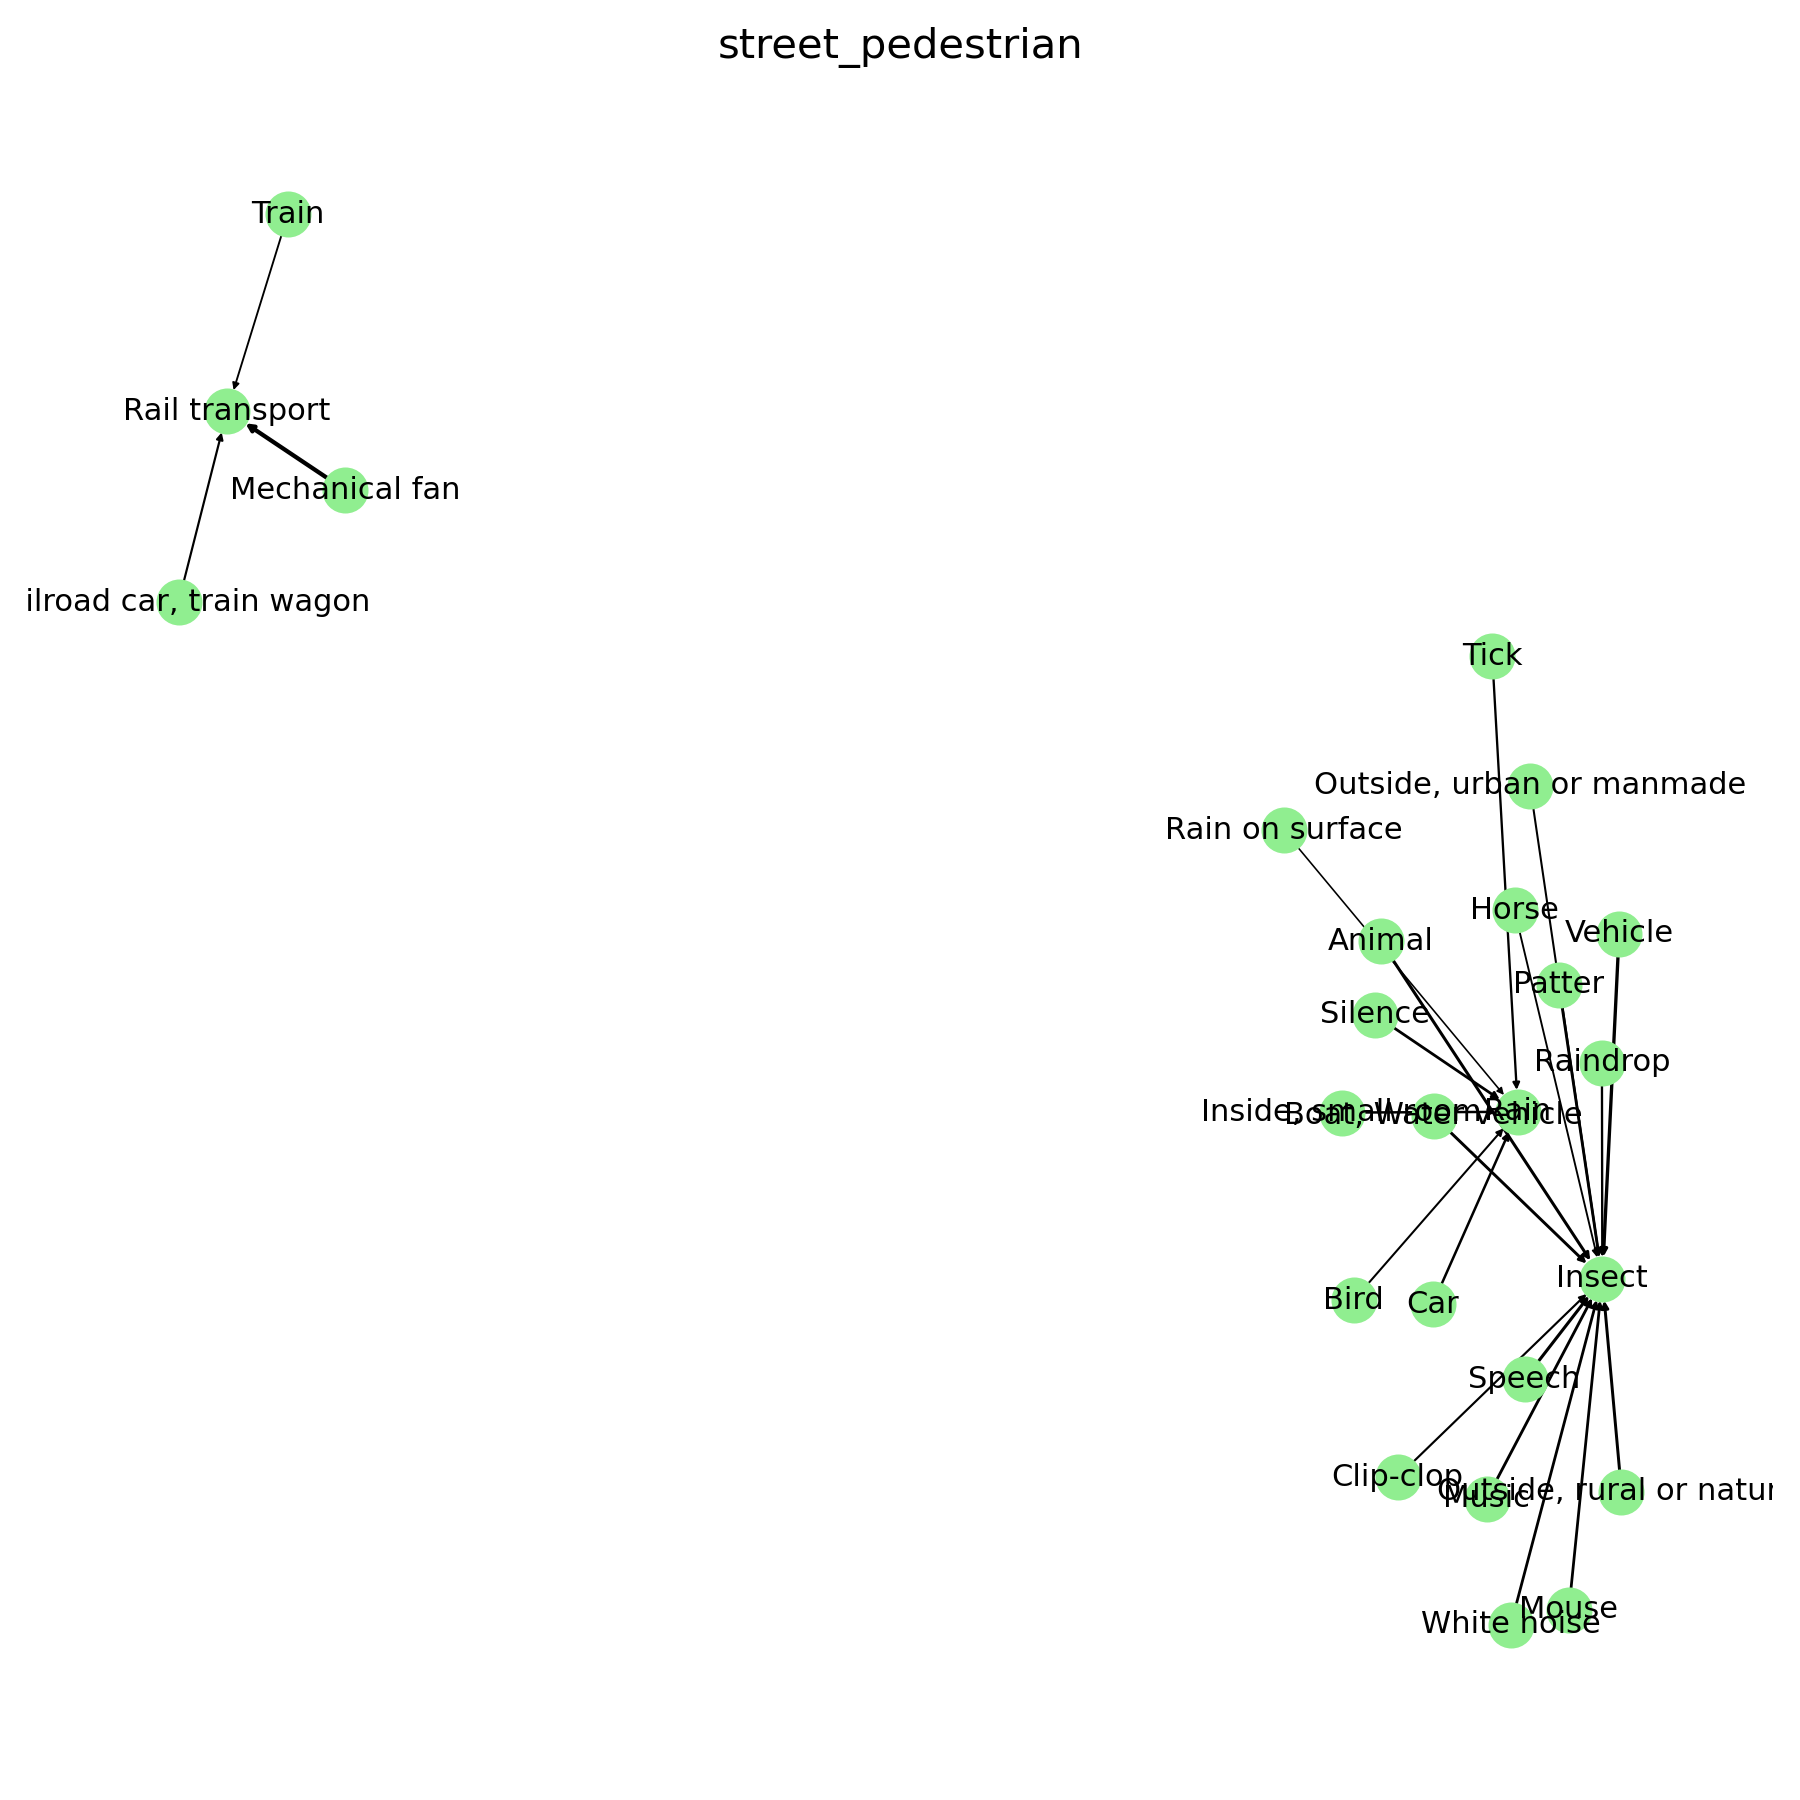 street_pedestrian
Train
Rail transport
Mechanical fan
ilroad car, train wagon
Tick
Outside, urban or manmade
Rain on surface
Horse
Vehicle
Animal
Patter
Silence
Raindrop
Inside, small room
Boat, Water vehicle
Rain
Insect
Bird
Car
Speech
Clip-clop
Outside, rural or natur
Music
Mouse
White noise